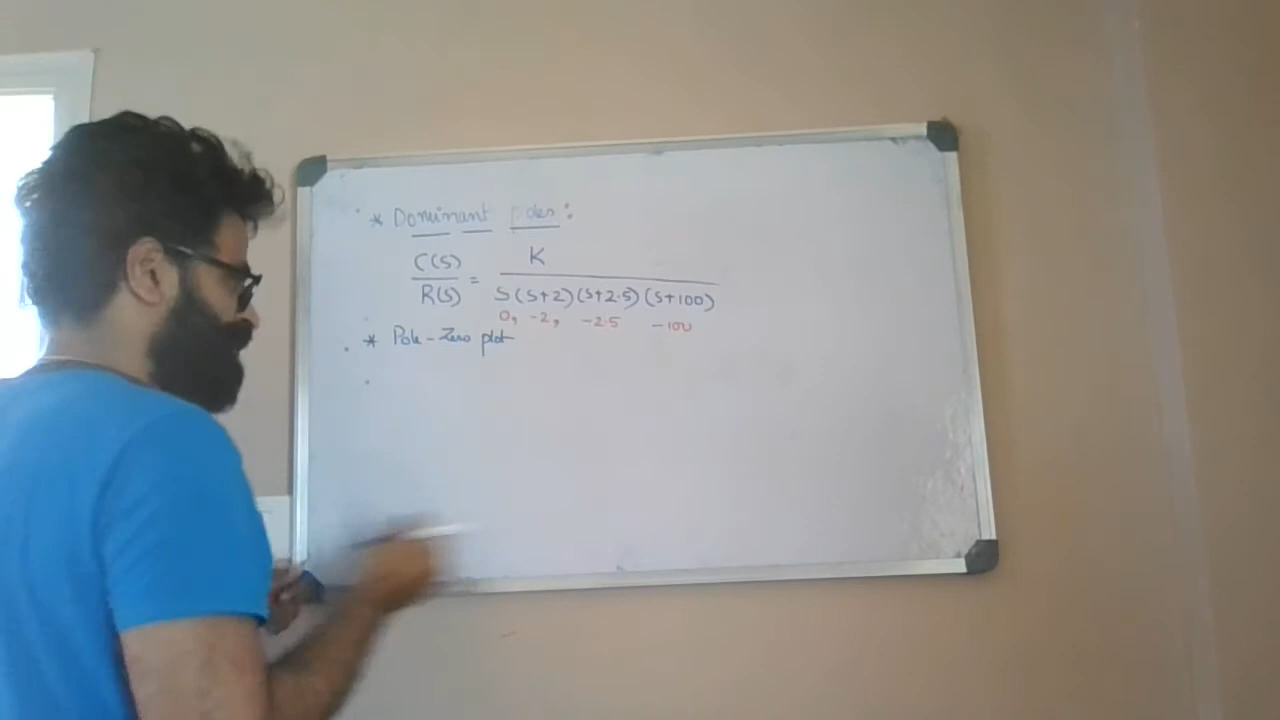 * Dominant poles:
C(S)/R(S) = K/S(S+2)(S+2.5)(S+100)
0, -2, -2.5 -100
* Pole-Zero plot